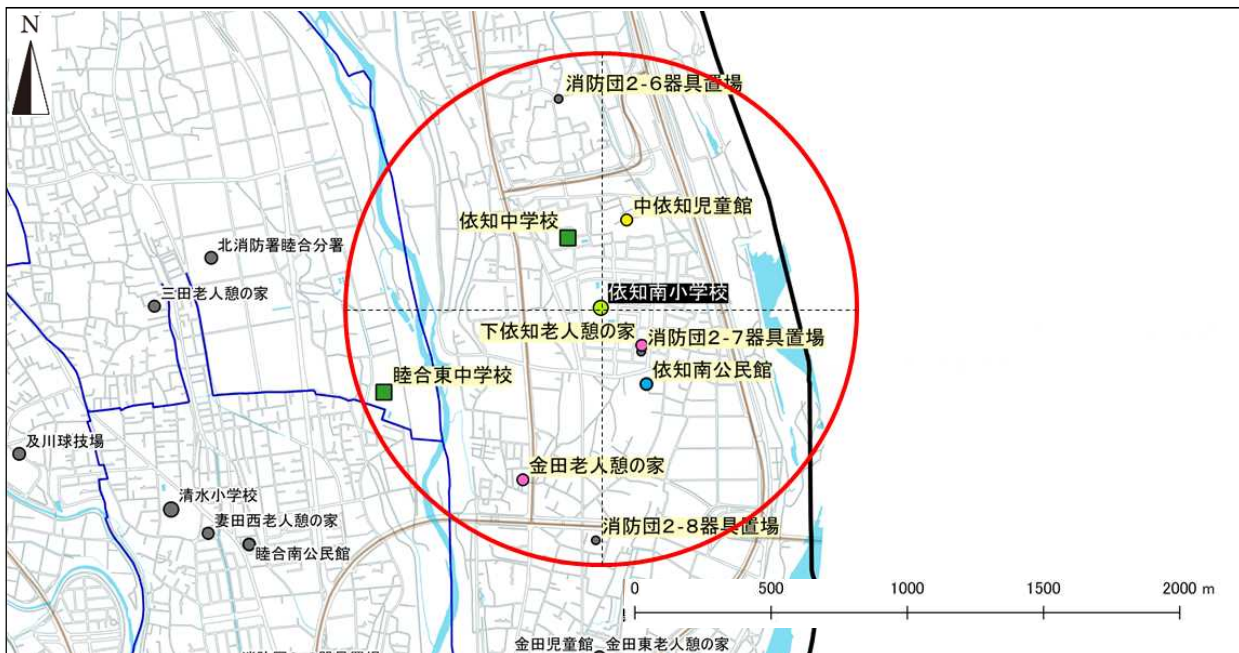 N
消防団2-6器具置場
中依知児童館
依知中学校
北消防署睦合分署
三田老人憩の家
依知南小学校
下依知老人憩の家
消防団2-7器具置場
依知南公民館
睦合東中学校
及川球技場
金田老人憩の家
清水小学校
妻田西老人憩の家
消防団2-8器具置場
睦合南公民館
0 500 1000 1500 2000 m
金田児童館
金田東老人憩の家